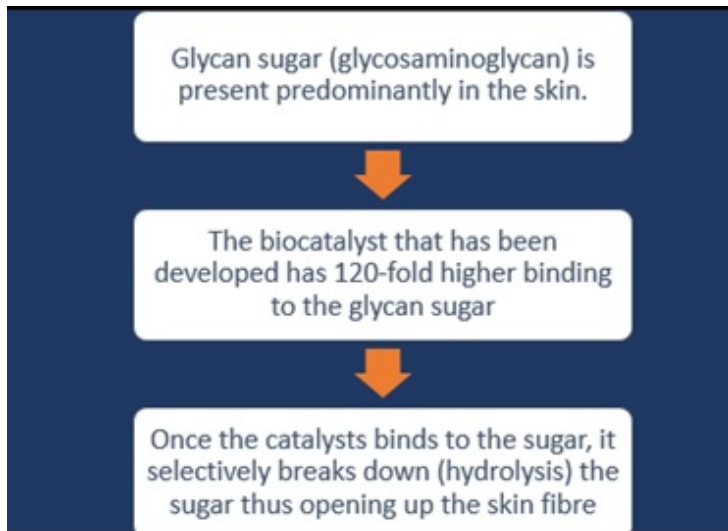 Glycan sugar (glycosaminoglycan) is
present predominantly in the skin.
The biocatalyst that has been
developed has 120-fold higher binding
to the glycan sugar
Once the catalysts binds to the sugar, it
selectively breaks down (hydrolysis) the
sugar thus opening up the skin fibre